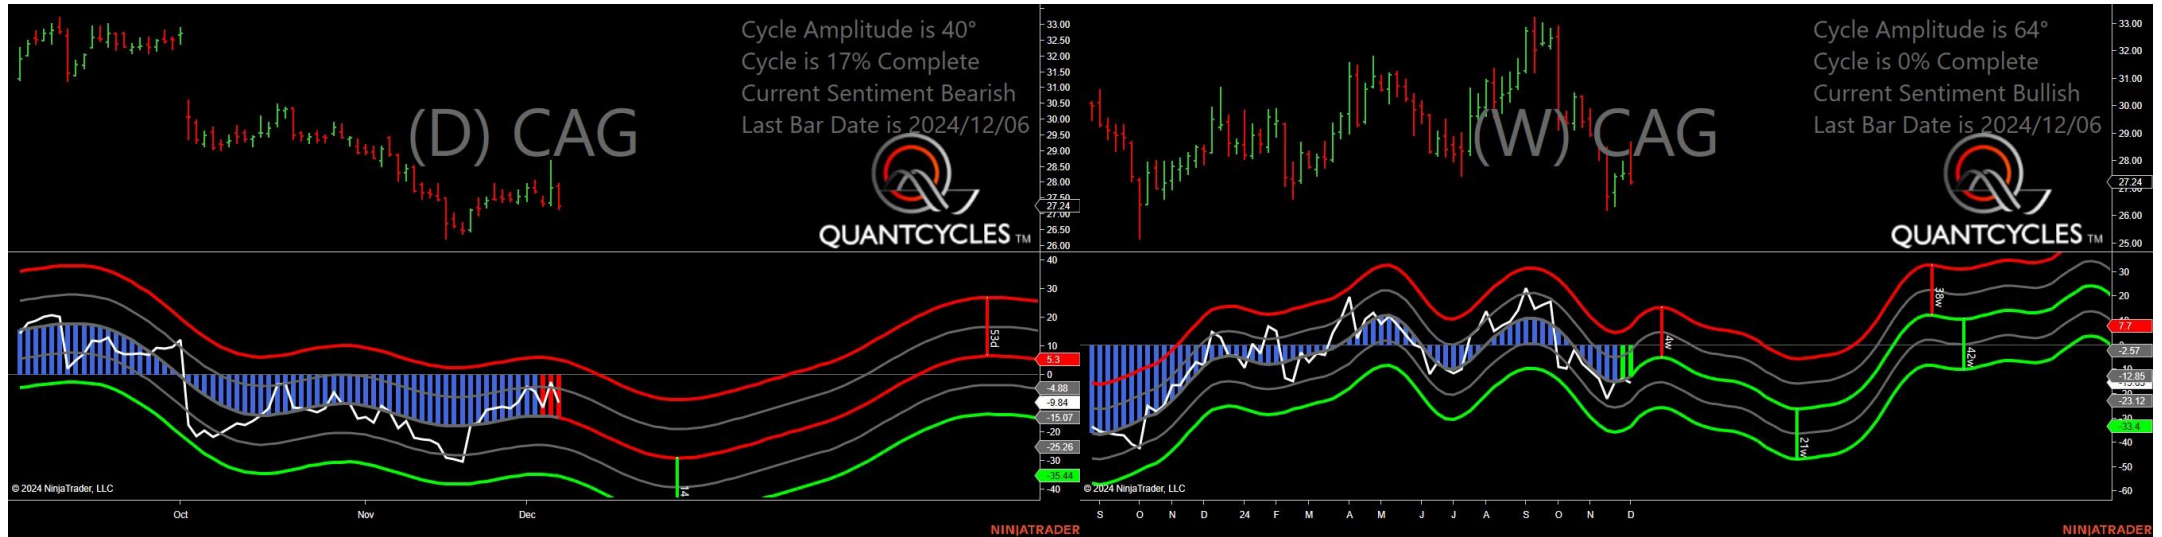 Cycle Amplitude is 40°
Cycle is 17% Complete
Current Sentiment Bearish
Last Bar Date is 2024/12/06
(D) CAG
QUANTCYCLES TM
33.00
32.50
32.00
31.50
31.00
30.50
30.00
29.50
29.00
28.50
28.00
27.50
27.24
27.00
26.50
26.00
40
30
20
10
5.3
0
-4.88
-9.84
-15.07
-20
-25.26
-30
-35.44
-40
53d
14
© 2024 NinjaTrader, LLC
Oct
Nov
Dec
NINJATRADER
Cycle Amplitude is 64°
Cycle is 0% Complete
Current Sentiment Bullish
Last Bar Date is 2024/12/06
(W) CAG
QUANTCYCLES TM
33.00
32.00
31.00
30.00
29.00
28.00
27.24
26.00
25.00
30
20
7.7
-2.57
-12.85
-23.12
-33.4
-40
-50
-60
4w
21w
38w
42w
© 2024 NinjaTrader, LLC
S O N D 24 F M A M J J A S O N D
NINJATRADER